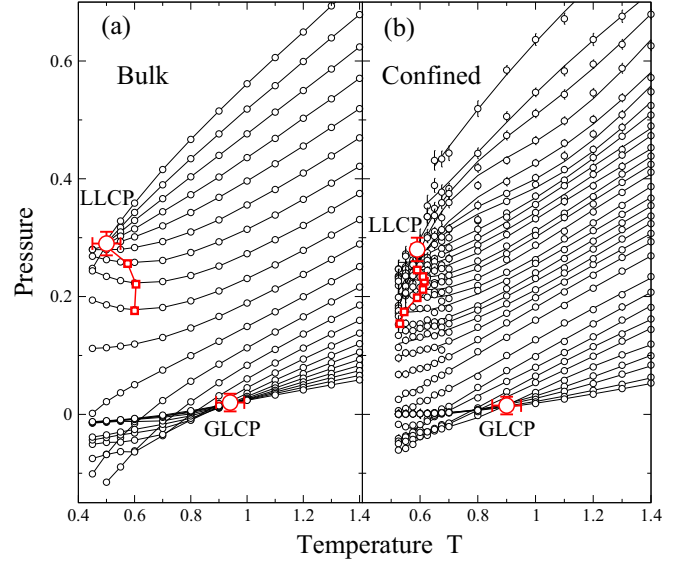 (a)
(b)
Bulk
Confined
0.6
0.4
0.2
0
Pressure
LLCP
LLCP
GLCP
GLCP
0.4 0.6 0.8 1 1.2 1.4 0.6 0.8 1 1.2 1.4
Temperature T